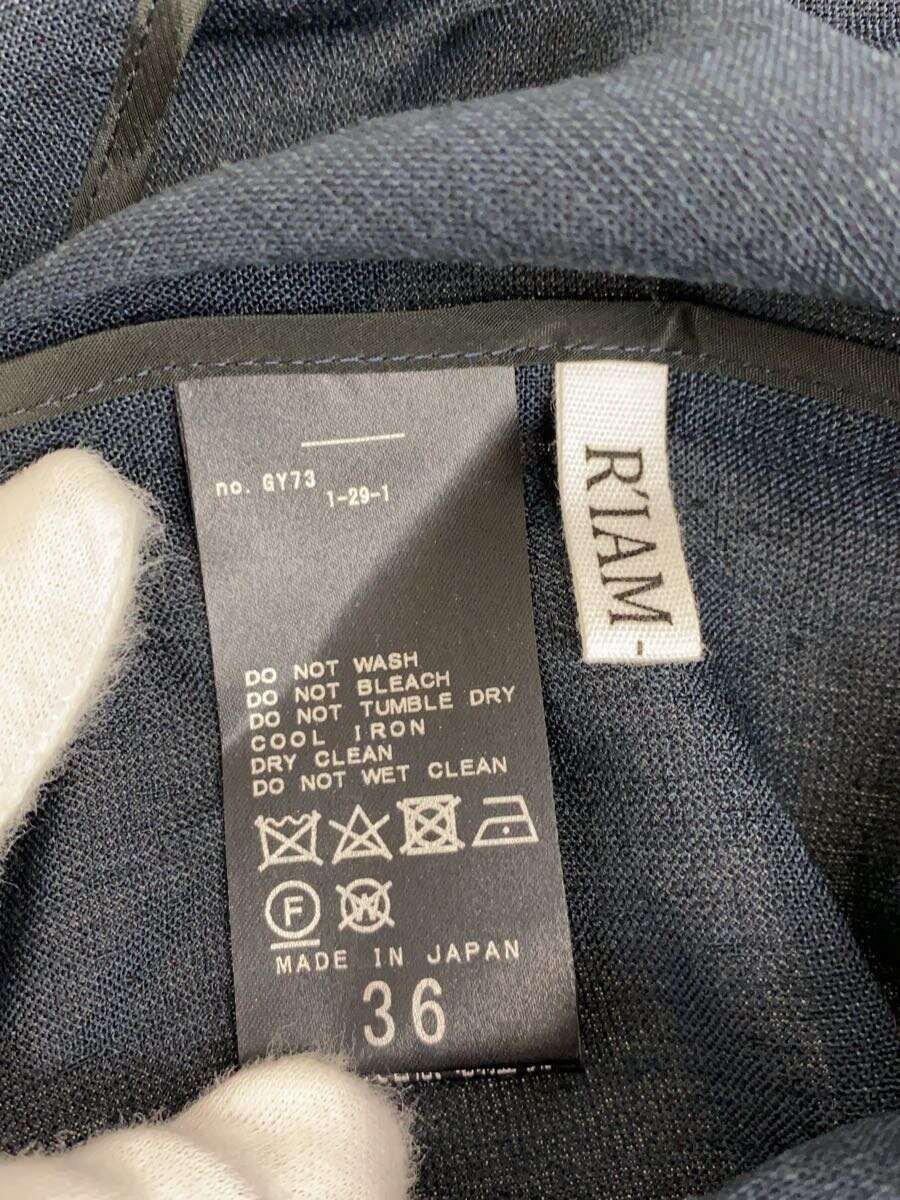 no. GY73
1-29-1
DO NOT WASH
DO NOT BLEACH
DO NOT TUMBLE DRY
COOL IRON
DRY CLEAN
DO NOT WET CLEAN
F
W
MADE IN JAPAN
36
R'IAM-